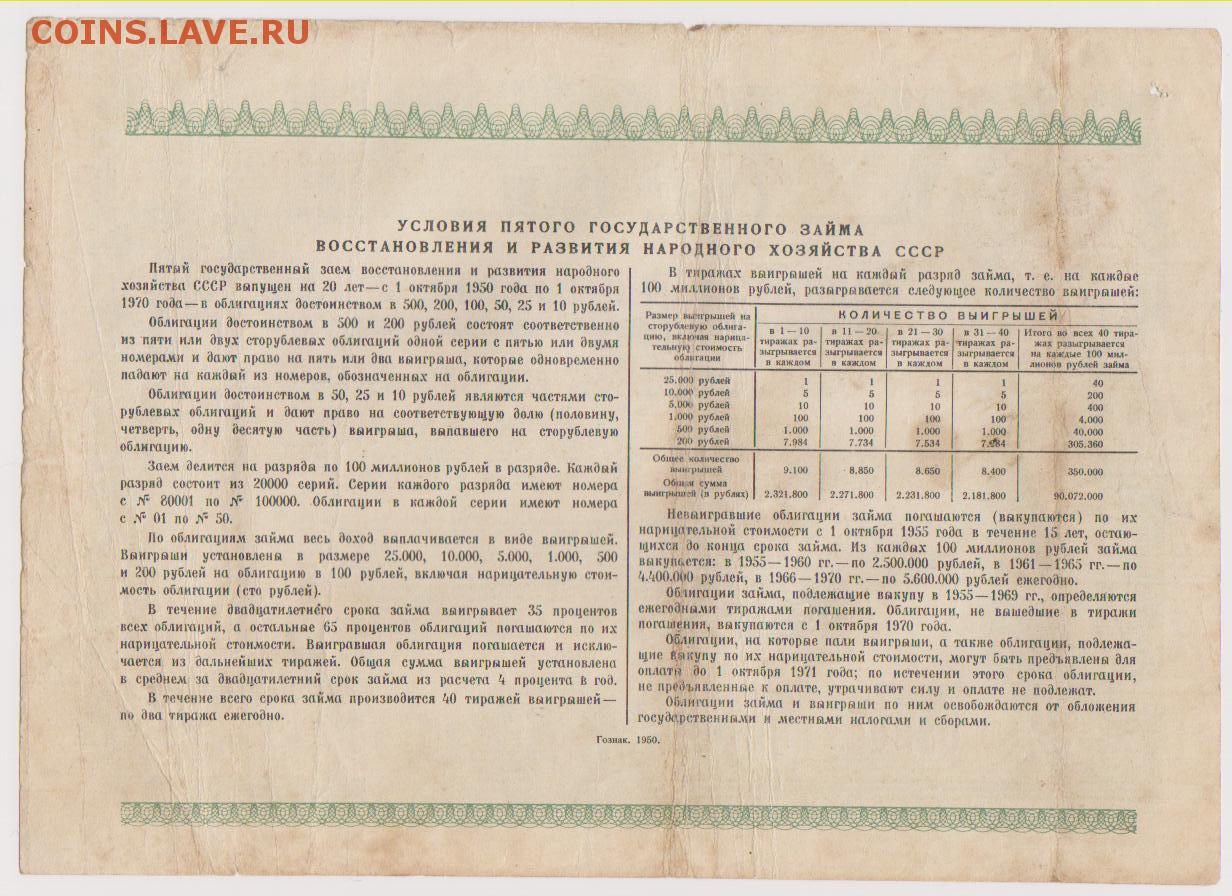 COINS.LAVE.RU
УСЛОВИЯ ПЯТОГО ГОСУДАРСТВЕННОГО ЗАЙМА
ВОССТАНОВЛЕНИЯ И РАЗВИТИЯ НАРОДНОГО ХОЗЯЙСТВА СССР
Пятый государственный заем восстановления и развития народного
хозяйства СССР выпущен на 20 лет—с 1 октября 1950 года по 1 октября
1970 года—в облигациях достоинством в 500, 200, 100, 50, 25 и 10 рублей.
Облигации достоинством в 500 и 200 рублей состоят соответственно
из пяти или двух сторублевых облигаций одной серии с пятью или двумя
номерами и дают право на пять или два выигрыша, которые одновременно
падают на каждый из номеров, обозначенных на облигации.
Облигации достоинством в 50, 25 и 10 рублей являются частями сто-
рублевых облигаций и дают право на соответствующую долю (половину,
четверть, одну десятую часть) выигрыша, выпавшего на сторублевую
облигацию.
Заем делится на разряды по 100 миллионов рублей в разряде. Каждый
разряд состоит из 20000 серий. Серии каждого разряда имеют номера
с № 80001 по № 100000. Облигации в каждой серии имеют номера
с № 01 по № 50.
По облигациям займа весь доход выплачивается в виде выигрышей.
Выигрыши установлены в размере 25.000, 10.000, 5.000, 1.000, 500
и 200 рублей на облигацию в 100 рублей, включая нарицательную стои-
мость облигации (сто рублей).
В течение двадцатилетнего срока займа выигрывает 35 процентов
всех облигаций, а остальные 65 процентов облигаций погашаются по их
нарицательной стоимости. Выигравшая облигация погашается и исклю-
чается из дальнейших тиражей. Общая сумма выигрышей установлена
в среднем за двадцатилетний срок займа из расчета 4 процента в год.
В течение всего срока займа производится 40 тиражей выигрышей—
по два тиража ежегодно.
В тиражах выигрышей на каждый разряд займа, т. е. на каждые
100 миллионов рублей, разыгрывается следующее количество выигрышей:
Размер выигрышей на сторублевую облига-цию, включая нарица-тельную стоимость облигации
КОЛИЧЕСТВО ВЫИГРЫШЕЙ
в 1—10 тиражах ра-зыгрывается в каждом
в 11—20 тиражах ра-зыгрывается в каждом
в 21—30 тиражах ра-зыгрывается в каждом
в 31—40 тиражах ра-зыгрывается в каждом
Итого во всех 40 тира-жах разыгрывается на каждые 100 мил-лионов рублей займа
25.000 рублей 1 1 1 1 40
10.000 рублей 5 5 5 5 200
5.000 рублей 10 10 10 10 400
1.000 рублей 100 100 100 100 4.000
500 рублей 1.000 1.000 1.000 1.000 40.000
200 рублей 7.984 7.734 7.534 7.284 305.360
Общее количество
выигрышей 9.100 8.850 8.650 8.400 350.000
Общая сумма
выигрышей (в рублях) 2.321.800 2.271.800 2.231.800 2.181.800 90.072.000
Невыигравшие облигации займа погашаются (выкупаются) по их
нарицательной стоимости с 1 октября 1955 года в течение 15 лет, остаю-
щихся до конца срока займа. Из каждых 100 миллионов рублей займа
выкупается: в 1955—1960 гг.—по 2.500.000 рублей, в 1961—1965 гг.—по
4.400.000 рублей, в 1966—1970 гг.—по 5.600.000 рублей ежегодно.
Облигации займа, подлежащие выкупу в 1955—1969 гг., определяются
ежегодными тиражами погашения. Облигации, не вышедшие в тиражи
погашения, выкупаются с 1 октября 1970 года.
Облигации, на которые пали выигрыши, а также облигации, подлежа-
щие выкупу по их нарицательной стоимости, могут быть предъявлены для
оплаты до 1 октября 1971 года; по истечении этого срока облигации,
не предъявленные к оплате, утрачивают силу и оплате не подлежат.
Облигации займа и выигрыши по ним освобождаются от обложения
государственными и местными налогами и сборами.
Гознак. 1950.